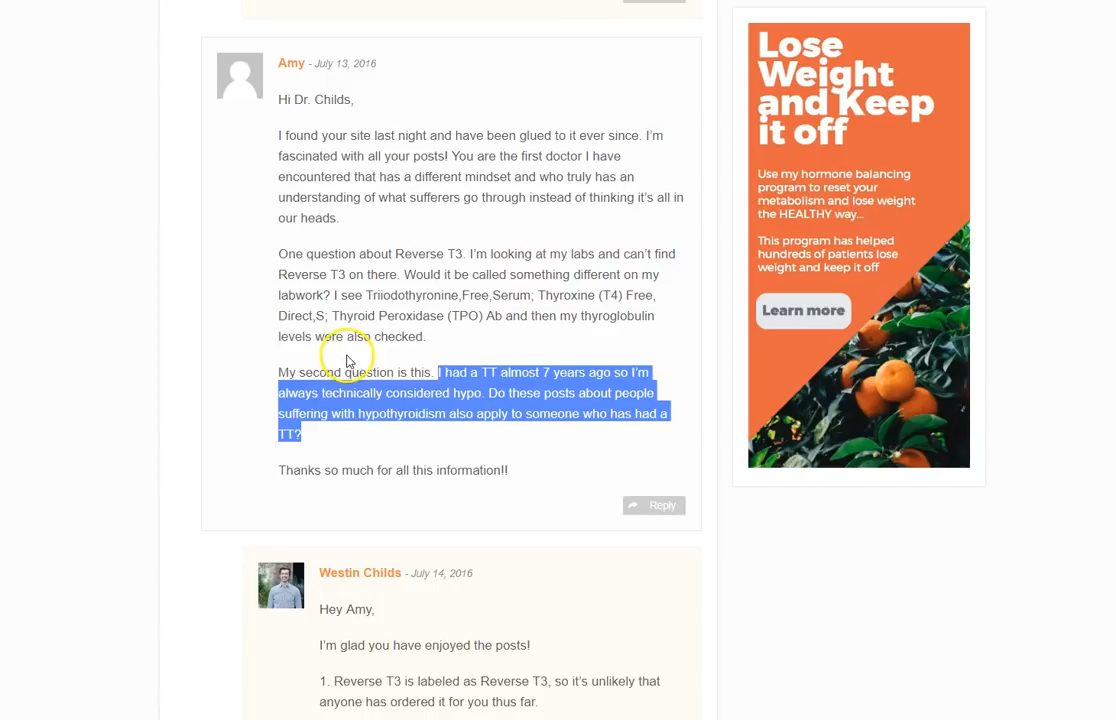 Amy - July 13, 2016
Hi Dr. Childs,
I found your site last night and have been glued to it ever since. I'm
fascinated with all your posts! You are the first doctor I have
encountered that has a different mindset and who truly has an
understanding of what sufferers go through instead of thinking it's all in
our heads.
One question about Reverse T3. I'm looking at my labs and can't find
Reverse T3 on there. Would it be called something different on my
labwork? I see Triiodothyronine,Free,Serum; Thyroxine (T4) Free,
Direct,S; Thyroid Peroxidase (TPO) Ab and then my thyroglobulin
levels were also checked.
My second question is this. I had a TT almost 7 years ago so I'm
always technically considered hypo. Do these posts about people
suffering with hypothyroidism also apply to someone who has had a
TT?
Thanks so much for all this information!!
Reply
Westin Childs - July 14, 2016
Hey Amy,
I'm glad you have enjoyed the posts!
1. Reverse T3 is labeled as Reverse T3, so it's unlikely that
anyone has ordered it for you thus far.
Lose
Weight
and Keep
it off
Use my hormone balancing
program to reset your
metabolism and lose weight
the HEALTHY way...
This program has helped
hundreds of patients lose
weight and keep it off
Learn more